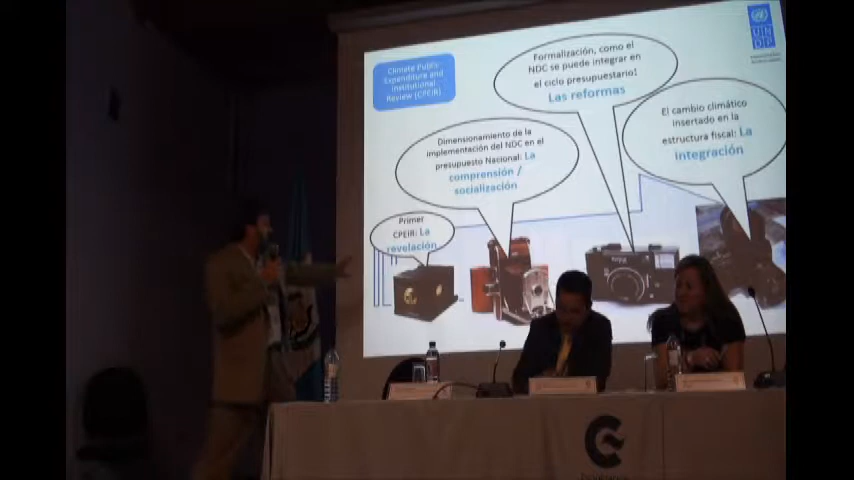 Climate Public
Expenditure and
Institutional
Review (CPEIR)
Formalización, como el
NDC se puede integrar en
el ciclo presupuestario:
Las reformas
El cambio climático
insertado en la
estructura fiscal: La
integración
Dimensionamiento de la
implementación del NDC en el
presupuesto Nacional: La
comprensión /
socialización
Primer
CPEIR: La
revelación
UN
DP